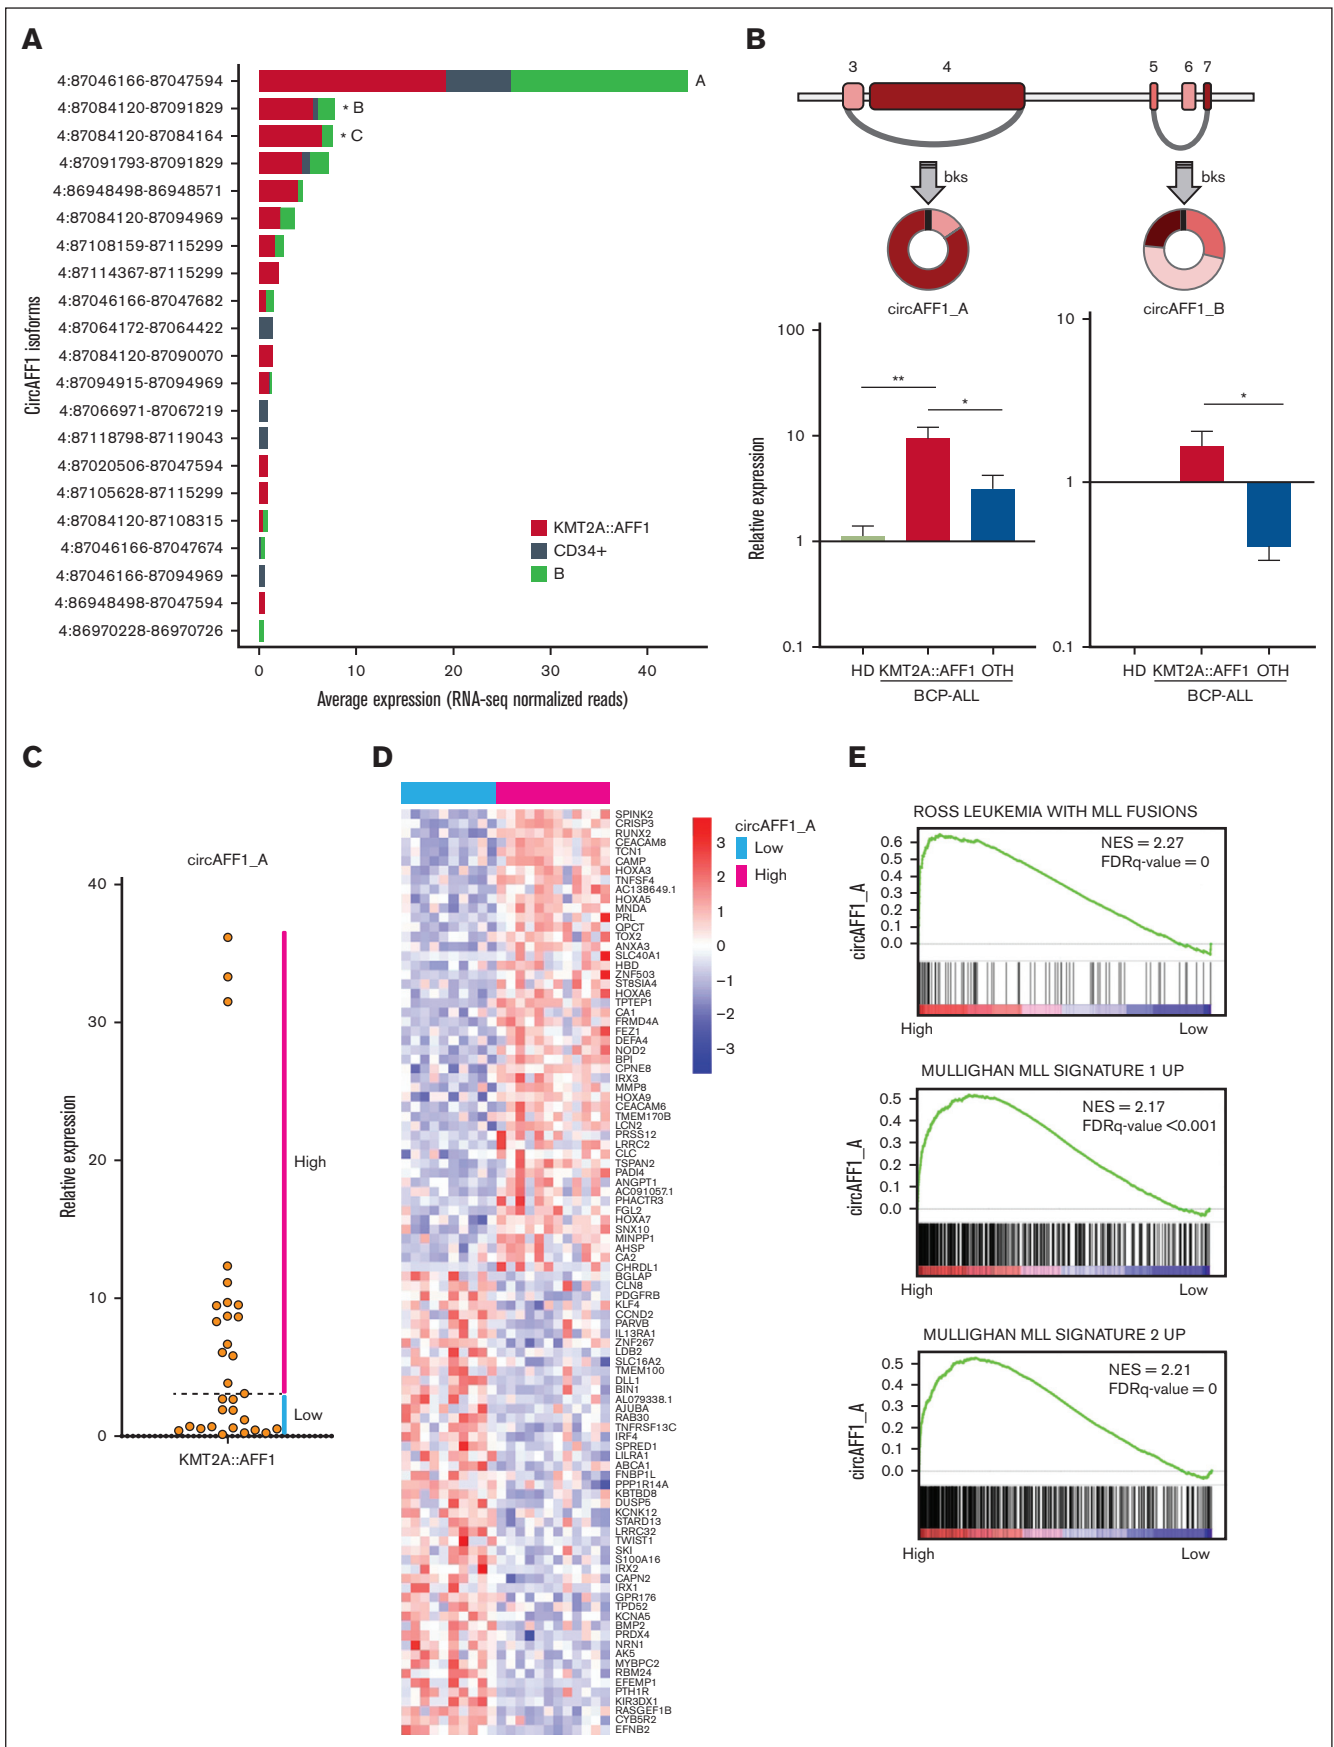 A
4:87046166-87047594
A
4:87084120-87091829
* B
4:87084120-87084164
* C
4:87091793-87091829
4:86948498-86948571
4:87084120-87094969
4:87108159-87115299
4:87114367-87115299
4:87046166-87047682
4:87064172-87064422
4:87084120-87090070
4:87094915-87094969
4:87066971-87067219
4:87118798-87119043
4:87020506-87047594
4:87105628-87115299
4:87084120-87108315
4:87046166-87047674
4:87046166-87094969
4:86948498-87047594
4:86970228-86970726
CircAFF1 isoforms
KMT2A::AFF1
CD34+
B
0 10 20 30 40
Average expression (RNA-seq normalized reads)
B
3 4 5 6 7
bks bks
circAFF1_A circAFF1_B
Relative expression
100
10
1
0.1
**
*
HD KMT2A::AFF1 OTH
BCP-ALL
10
1
0.1
*
HD KMT2A::AFF1 OTH
BCP-ALL
C
circAFF1_A
Relative expression
40
30
20
10
0
High
Low
KMT2A::AFF1
D
SPINK2
CRISP3
RUNX2
CEACAM8
TCN1
CAMP
HOXA3
TNFSF4
AC138649.1
HOXA5
MNDA
PRL
QPCT
TOX2
ANXA3
SLC40A1
HBD
ZNF503
ST8SIA4
HOXA6
TPTEP1
CA1
FRMD4A
FEZ1
DEFA4
NOD2
BPI
CPNE8
IRX3
MMP8
HOXA9
CEACAM6
TMEM170B
LCN2
PRSS12
LRRC2
CLC
TSPAN2
PADI4
ANGPT1
AC091057.1
PHACTR3
FGL2
HOXA7
SNX10
MINPP1
AHSP
CA2
CHRDL1
BGLAP
CLN8
PDGFRB
KLF4
CCND2
PARVB
IL13RA1
ZNF267
LDB2
SLC16A2
TMEM100
DLL1
BIN1
AL079338.1
AJUBA
RAB30
TNFRSF13C
IRF4
SPRED1
LILRA1
ABCA1
FNBP1L
PPP1R14A
KBTBD8
DUSP5
KCNK12
STARD13
LRRC32
TWIST1
SKI
S100A16
IRX2
CAPN2
IRX1
GPR176
TPD52
KCNA5
BMP2
PRDX4
NRN1
AK5
MYBPC2
RBM24
EFEMP1
PTH1R
KIR3DX1
RASGEF1B
CYB5R2
EFNB2
3
2
1
0
−1
−2
−3
circAFF1_A
Low
High
E
ROSS LEUKEMIA WITH MLL FUSIONS
circAFF1_A
0.6
0.5
0.4
0.3
0.2
0.1
0.0
NES = 2.27
FDRq-value = 0
High Low
MULLIGHAN MLL SIGNATURE 1 UP
circAFF1_A
0.5
0.4
0.3
0.2
0.1
0.0
NES = 2.17
FDRq-value <0.001
High Low
MULLIGHAN MLL SIGNATURE 2 UP
circAFF1_A
0.5
0.4
0.3
0.2
0.1
0.0
NES = 2.21
FDRq-value = 0
High Low